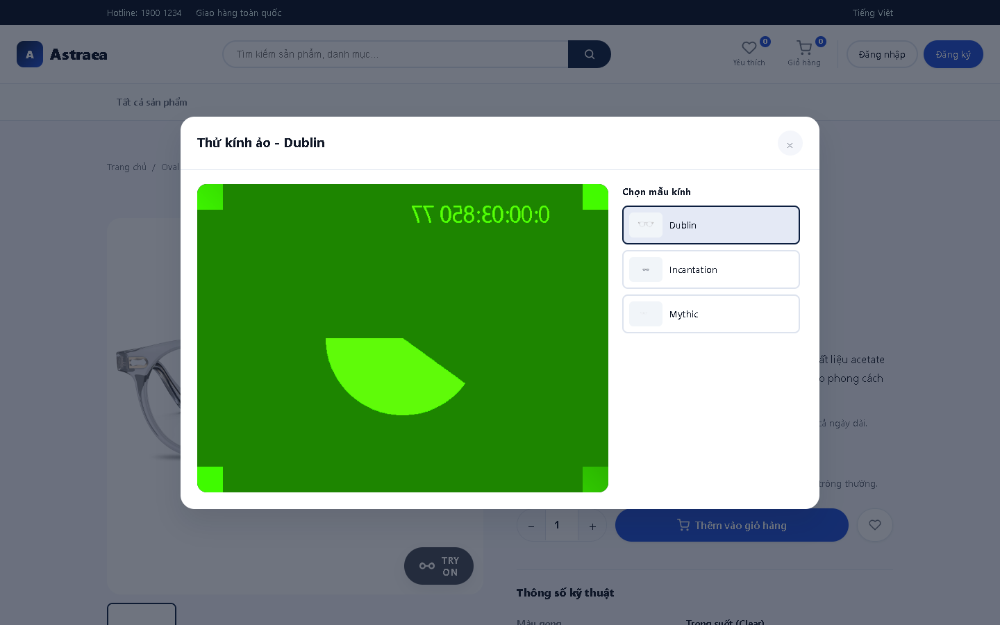 Hotline: 1900 1234 Giao hàng toàn quốc Tiếng Việt
A Astraea
Tìm kiếm sản phẩm, danh mục...
0
Yêu thích
0
Giỏ hàng
Đăng nhập
Đăng ký
Tất cả sản phẩm
Trang chủ / Oval
Thử kính ảo - Dublin
×
0:00:03:850 77
Chọn mẫu kính
Dublin
Incantation
Mythic
ất liệu acetate
o phong cách
cả ngày dài.
tròng thường.
− 1 +
Thêm vào giỏ hàng
TRY
ON
Thông số kỹ thuật
Màu gọng Trong suốt (Clear)